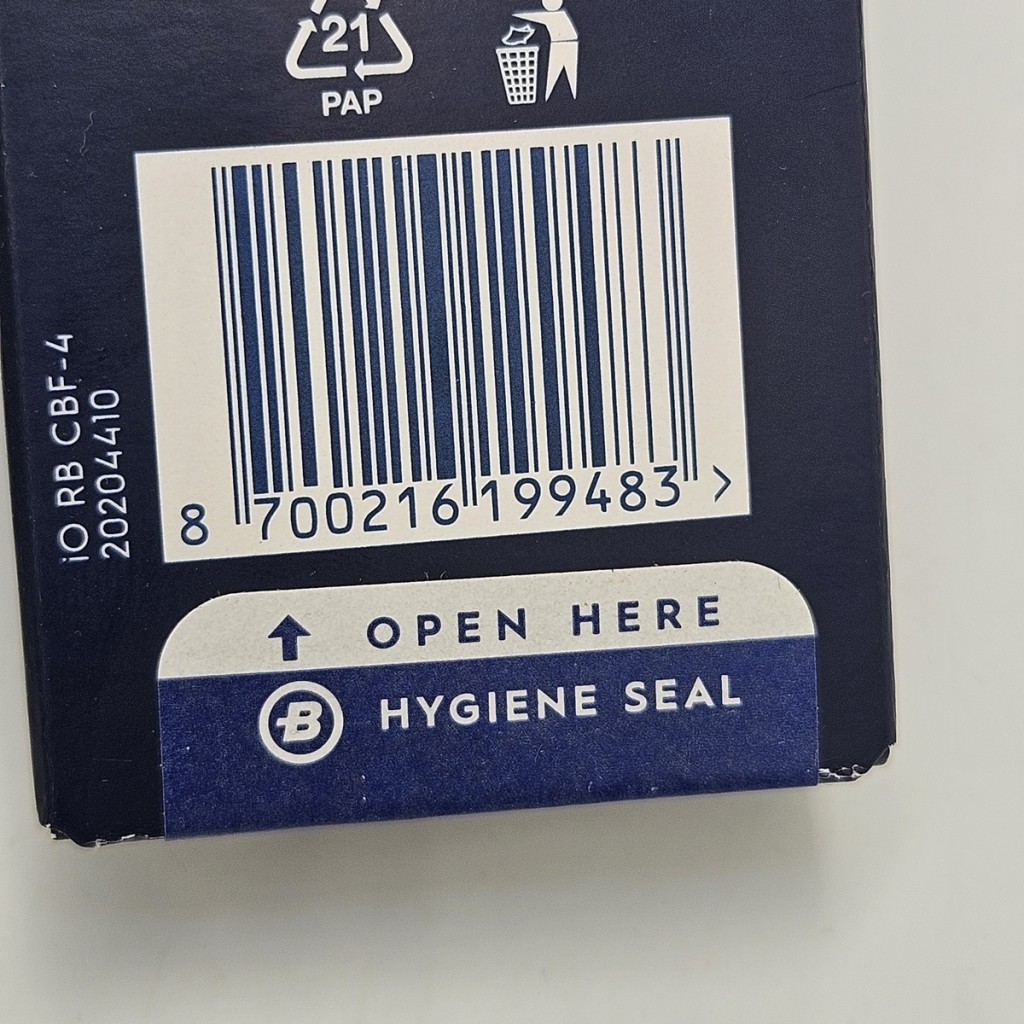 21
PAP
iO RB CBF-4
20204410
8 700216 199483 >
↑ OPEN HERE
B HYGIENE SEAL